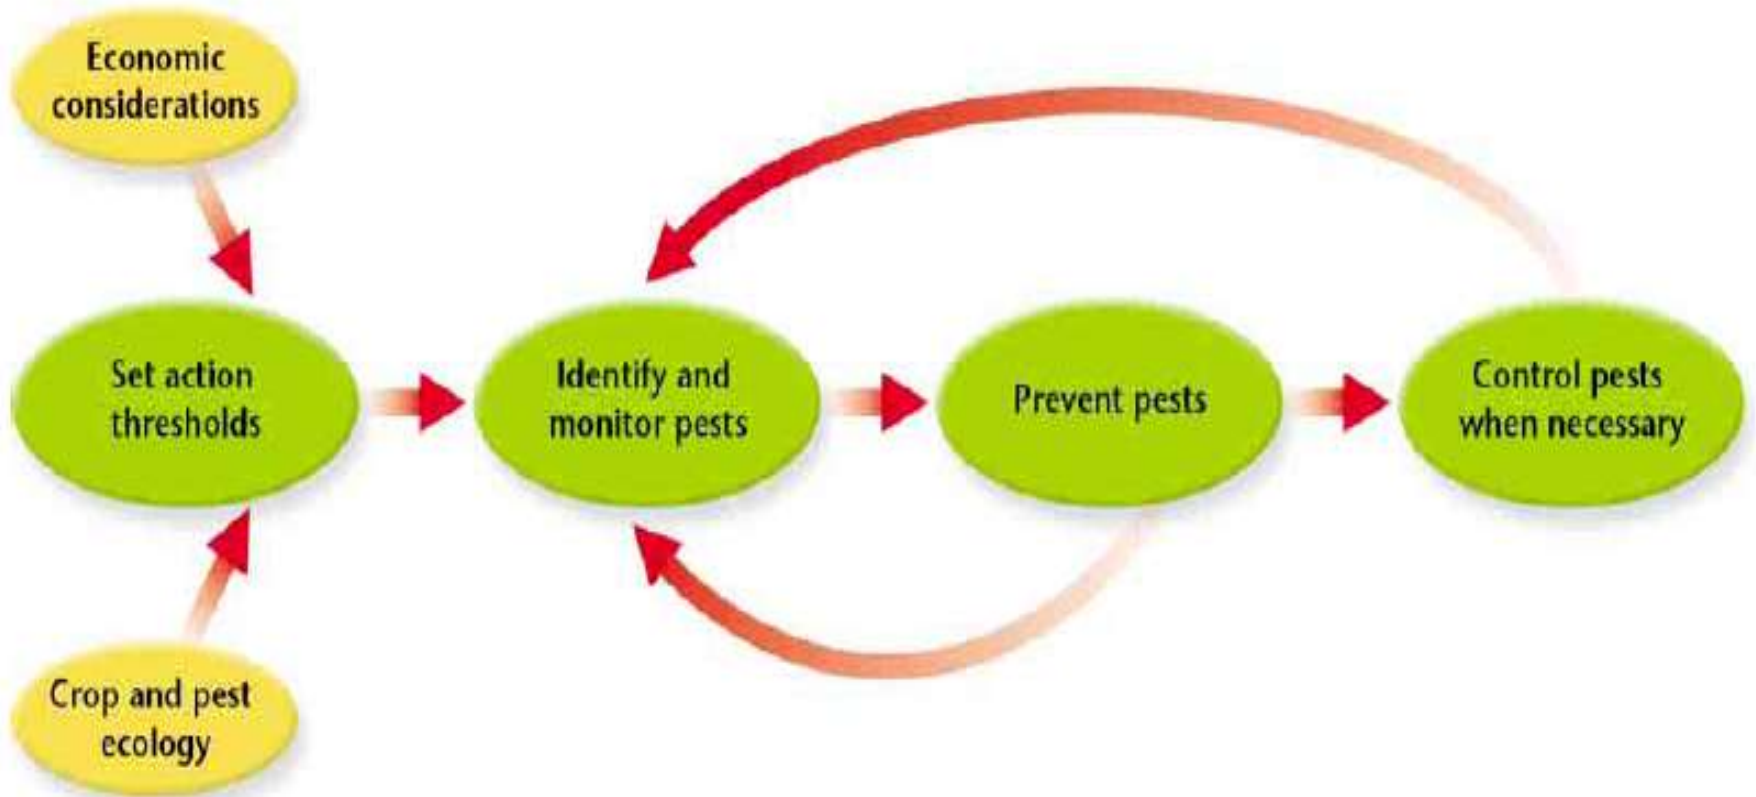 Economic
considerations
Set action
thresholds
Identify and
monitor pests
Prevent pests
Control pests
when necessary
Crop and pest
ecology